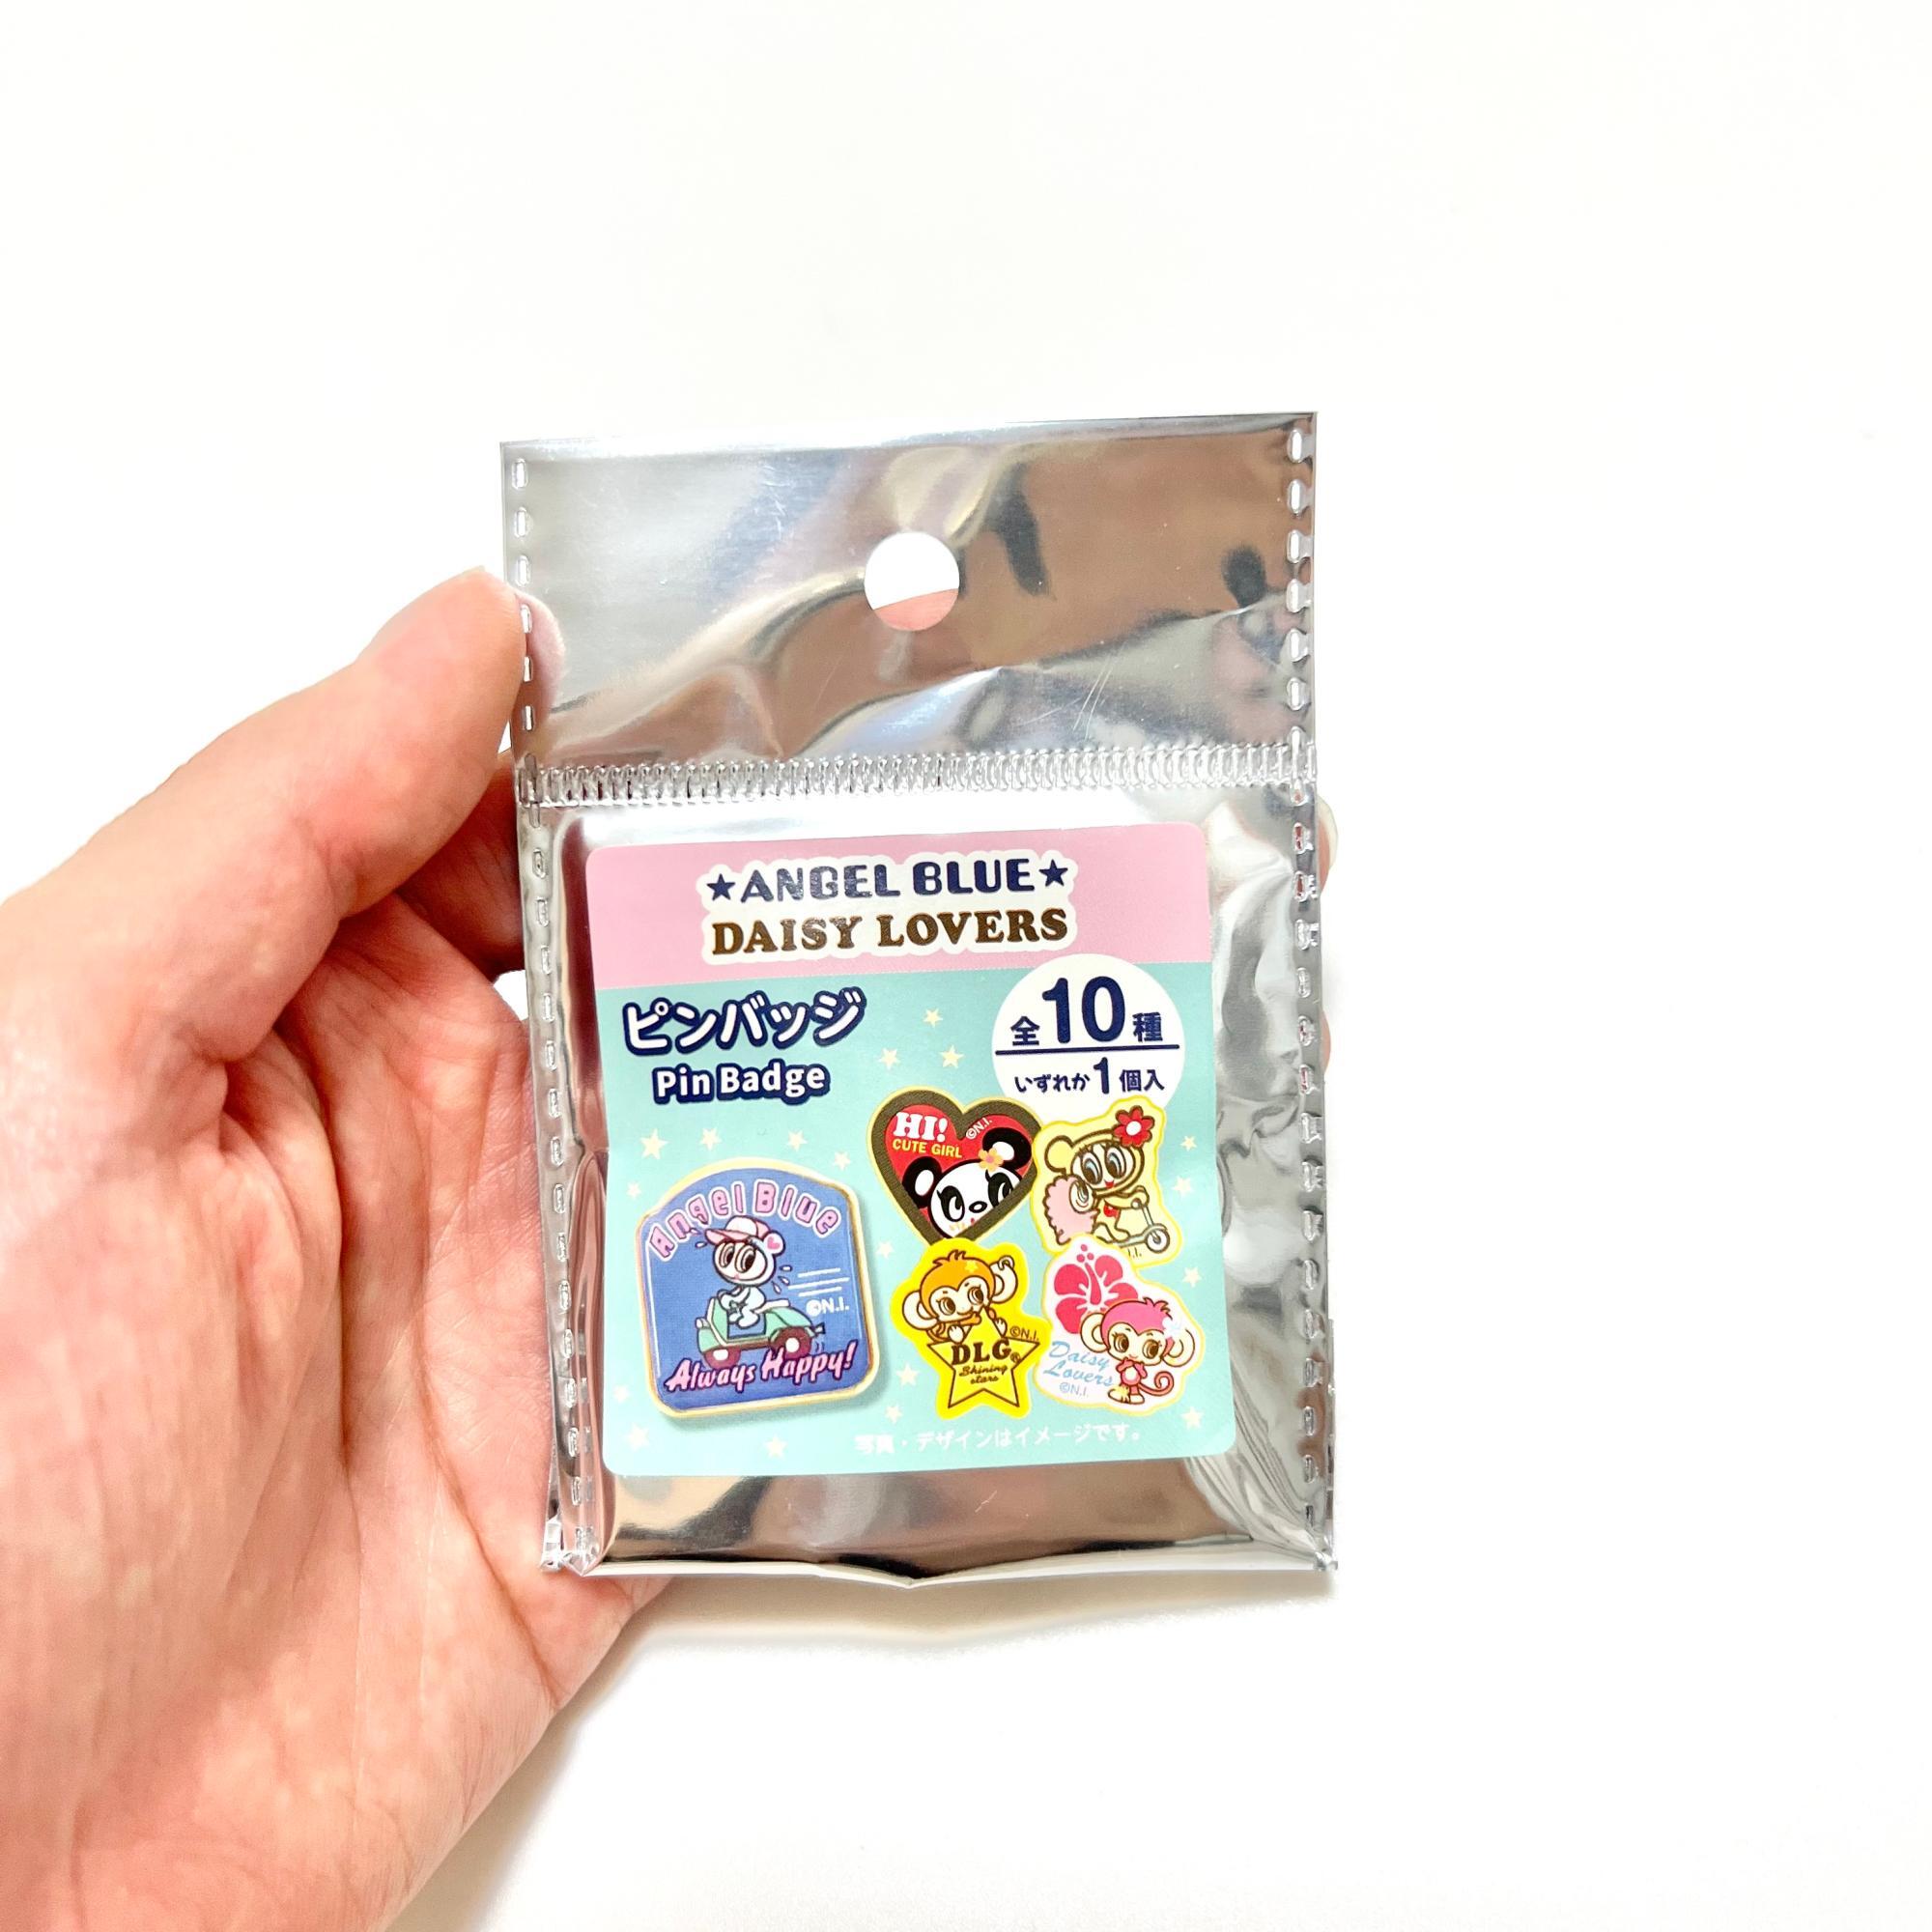 ★ANGEL BLUE★
DAISY LOVERS
ピンバッジ
Pin Badge
全10種
いずれか1個入
HI!
CUTE GIRL
©N.I.
Angel Blue
©N.I.
Always Happy!
©N.I.
DLG
Shining
stars
Daisy
Lovers
©N.I.
写真・デザインはイメージです。